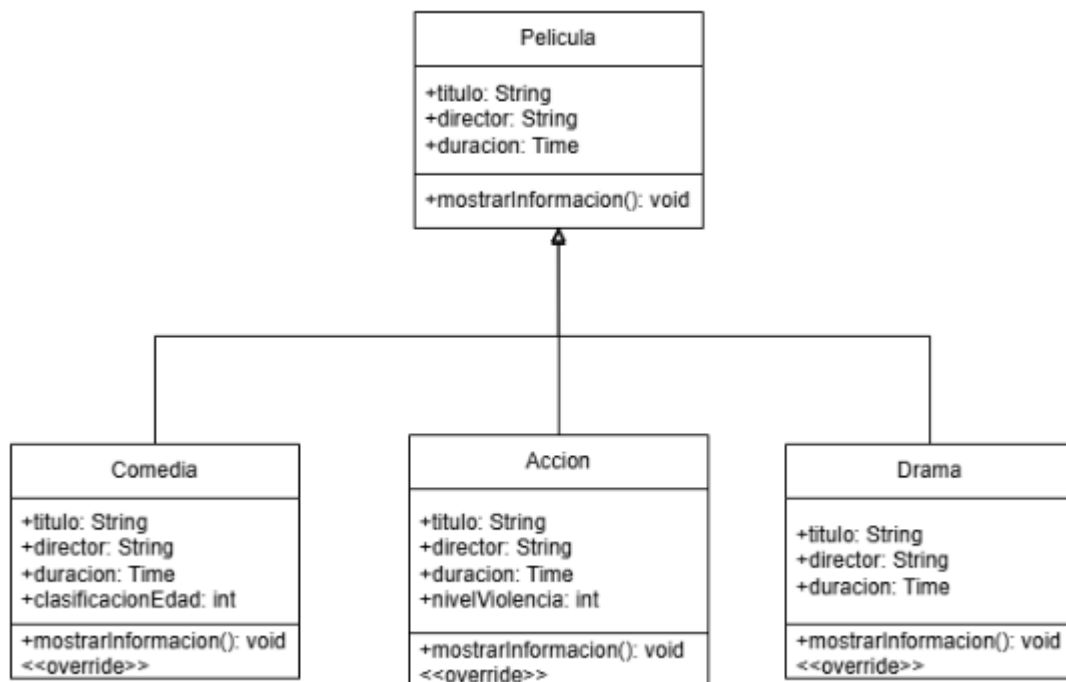 Pelicula
+titulo: String
+director: String
+duracion: Time
+mostrarInformacion(): void
Comedia
+titulo: String
+director: String
+duracion: Time
+clasificacionEdad: int
+mostrarInformacion(): void
<<override>>
Accion
+titulo: String
+director: String
+duracion: Time
+nivelViolencia: int
+mostrarInformacion(): void
<<override>>
Drama
+titulo: String
+director: String
+duracion: Time
+mostrarInformacion(): void
<<override>>